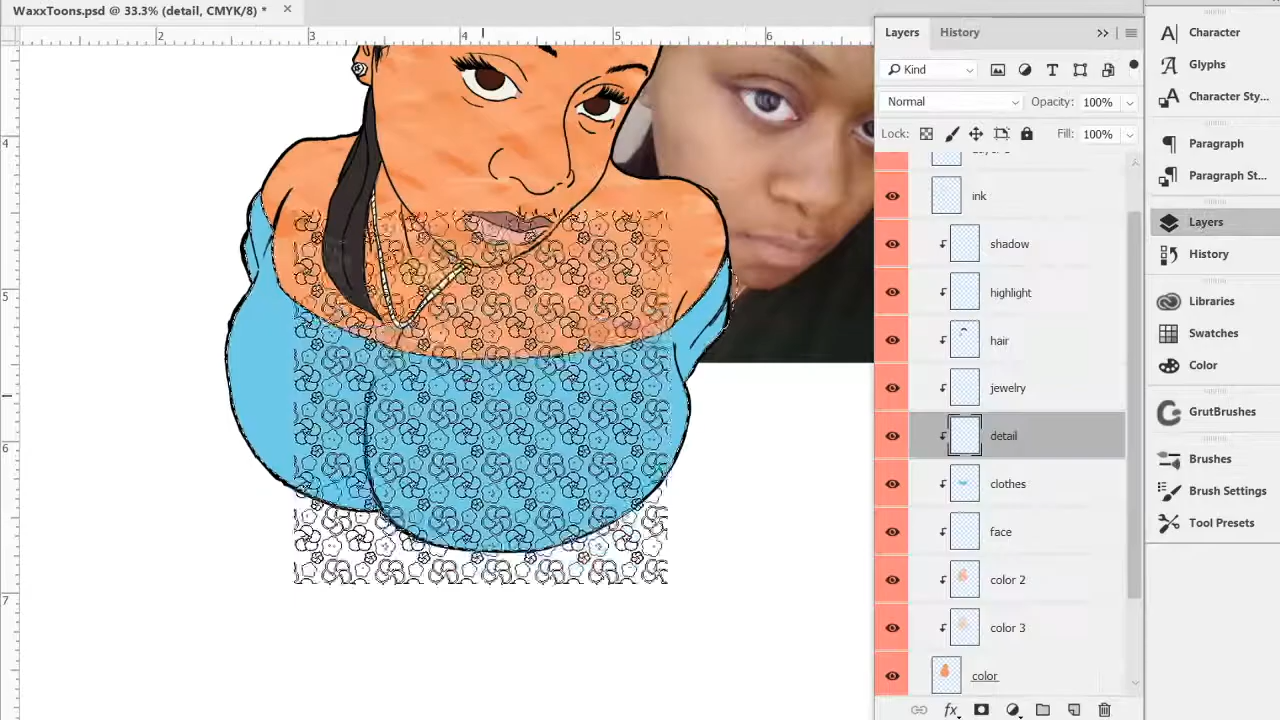 WaxxToons.psd @ 33.3% (detail, CMYK/8) * ×
2 3 4 5 6
4
5
6
7
Layers History
Kind
Normal Opacity: 100%
Lock: Fill: 100%
ink
shadow
highlight
hair
jewelry
detail
clothes
face
color 2
color 3
color
fx
Character
Glyphs
Character Sty...
Paragraph
Paragraph St...
Layers
History
Libraries
Swatches
Color
GrutBrushes
Brushes
Brush Settings
Tool Presets